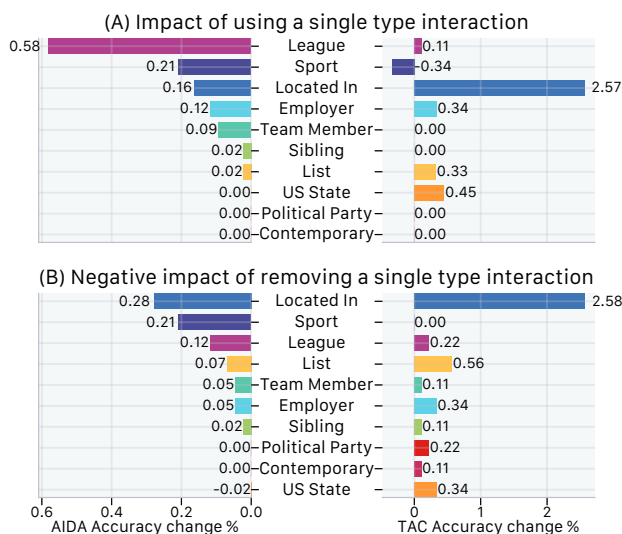 (A) Impact of using a single type interaction
0.58 League 0.11
0.21 Sport -0.34
0.16 Located In 2.57
0.12 Employer 0.34
0.09 Team Member 0.00
0.02 Sibling 0.00
0.02 List 0.33
0.00 US State 0.45
0.00 Political Party 0.00
0.00 Contemporary 0.00
(B) Negative impact of removing a single type interaction
0.28 Located In 2.58
0.21 Sport 0.00
0.12 League 0.22
0.07 List 0.56
0.05 Team Member 0.11
0.05 Employer 0.34
0.02 Sibling 0.11
0.00 Political Party 0.22
0.00 Contemporary 0.11
-0.02 US State 0.34
0.6 0.4 0.2 0.0 0 1 2
AIDA Accuracy change % TAC Accuracy change %